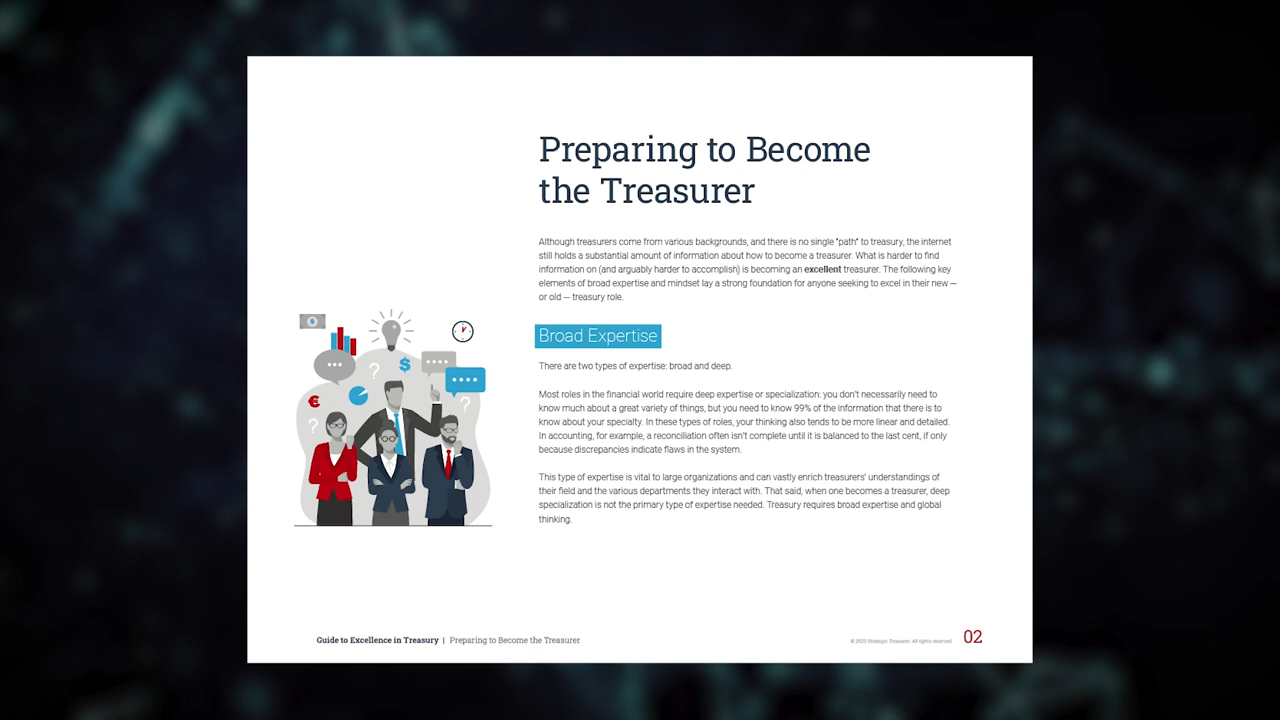 Preparing to Become
the Treasurer
Although treasurers come from various backgrounds, and there is no single "path" to treasury, the internet
still holds a substantial amount of information about how to become a treasurer. What is harder to find
information on (and arguably harder to accomplish) is becoming an excellent treasurer. The following key
elements of broad expertise and mindset lay a strong foundation for anyone seeking to excel in their new —
or old — treasury role.
Broad Expertise
There are two types of expertise: broad and deep.
Most roles in the financial world require deep expertise or specialization: you don't necessarily need to
know much about a great variety of things, but you need to know 99% of the information that there is to
know about your specialty. In these types of roles, your thinking also tends to be more linear and detailed.
In accounting, for example, a reconciliation often isn't complete until it is balanced to the last cent, if only
because discrepancies indicate flaws in the system.
This type of expertise is vital to large organizations and can vastly enrich treasurers' understandings of
their field and the various departments they interact with. That said, when one becomes a treasurer, deep
specialization is not the primary type of expertise needed. Treasury requires broad expertise and global
thinking.
$
?
€
?
?
Guide to Excellence in Treasury | Preparing to Become the Treasurer
Strategic Treasurer. All rights reserved.
02